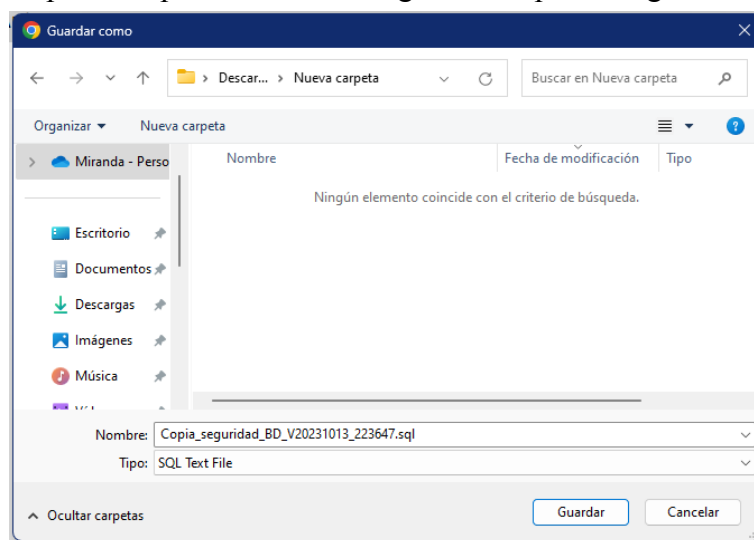 Guardar como
Descar... > Nueva carpeta
Buscar en Nueva carpeta
Organizar
Nueva carpeta
Miranda - Perso
Nombre
Fecha de modificación
Tipo
Ningún elemento coincide con el criterio de búsqueda.
Escritorio
Documentos
Descargas
Imágenes
Música
Nombre: Copia_seguridad_BD_V20231013_223647.sql
Tipo: SQL Text File
Ocultar carpetas
Guardar
Cancelar